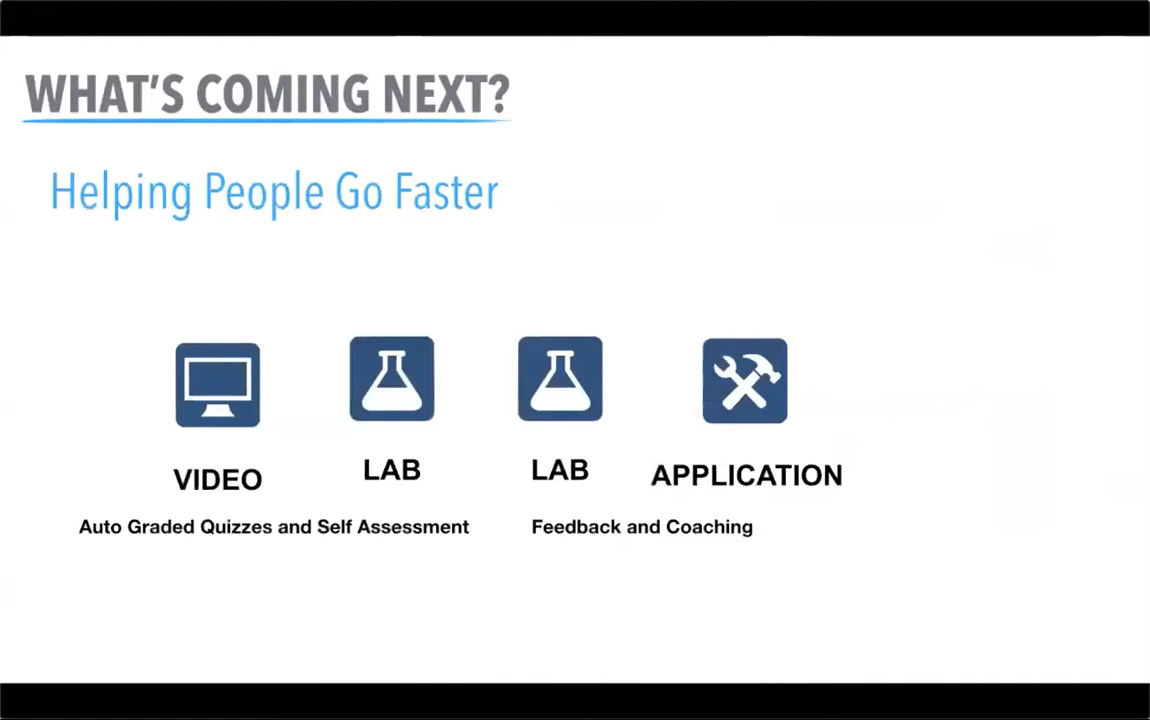 WHAT'S COMING NEXT?
Helping People Go Faster
VIDEO
LAB
LAB
APPLICATION
Auto Graded Quizzes and Self Assessment
Feedback and Coaching